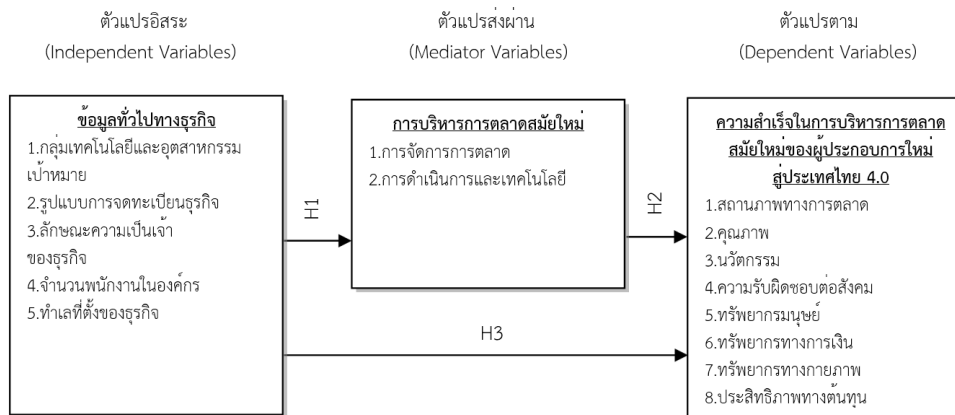 ตัวแปรอิสระ
(Independent Variables)
ตัวแปรส่งผ่าน
(Mediator Variables)
ตัวแปรตาม
(Dependent Variables)
ข้อมูลทั่วไปทางธุรกิจ
1.กลุ่มเทคโนโลยีและอุตสาหกรรม
เป้าหมาย
2.รูปแบบการจดทะเบียนธุรกิจ
3.ลักษณะความเป็นเจ้า
ของธุรกิจ
4.จำนวนพนักงานในองค์กร
5.ทำเลที่ตั้งของธุรกิจ
H1
การบริหารการตลาดสมัยใหม่
1.การจัดการการตลาด
2.การดำเนินการและเทคโนโลยี
H2
H3
ความสำเร็จในการบริหารการตลาด
สมัยใหม่ของผู้ประกอบการใหม่
สู่ประเทศไทย 4.0
1.สถานภาพทางการตลาด
2.คุณภาพ
3.นวัตกรรม
4.ความรับผิดชอบต่อสังคม
5.ทรัพยากรมนุษย์
6.ทรัพยากรทางการเงิน
7.ทรัพยากรทางกายภาพ
8.ประสิทธิภาพทางต้นทุน